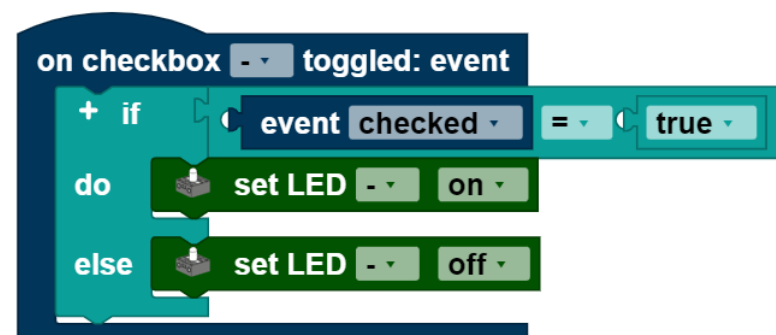 on checkbox - toggled: event
+ if event checked = true
do set LED - on
else set LED - off